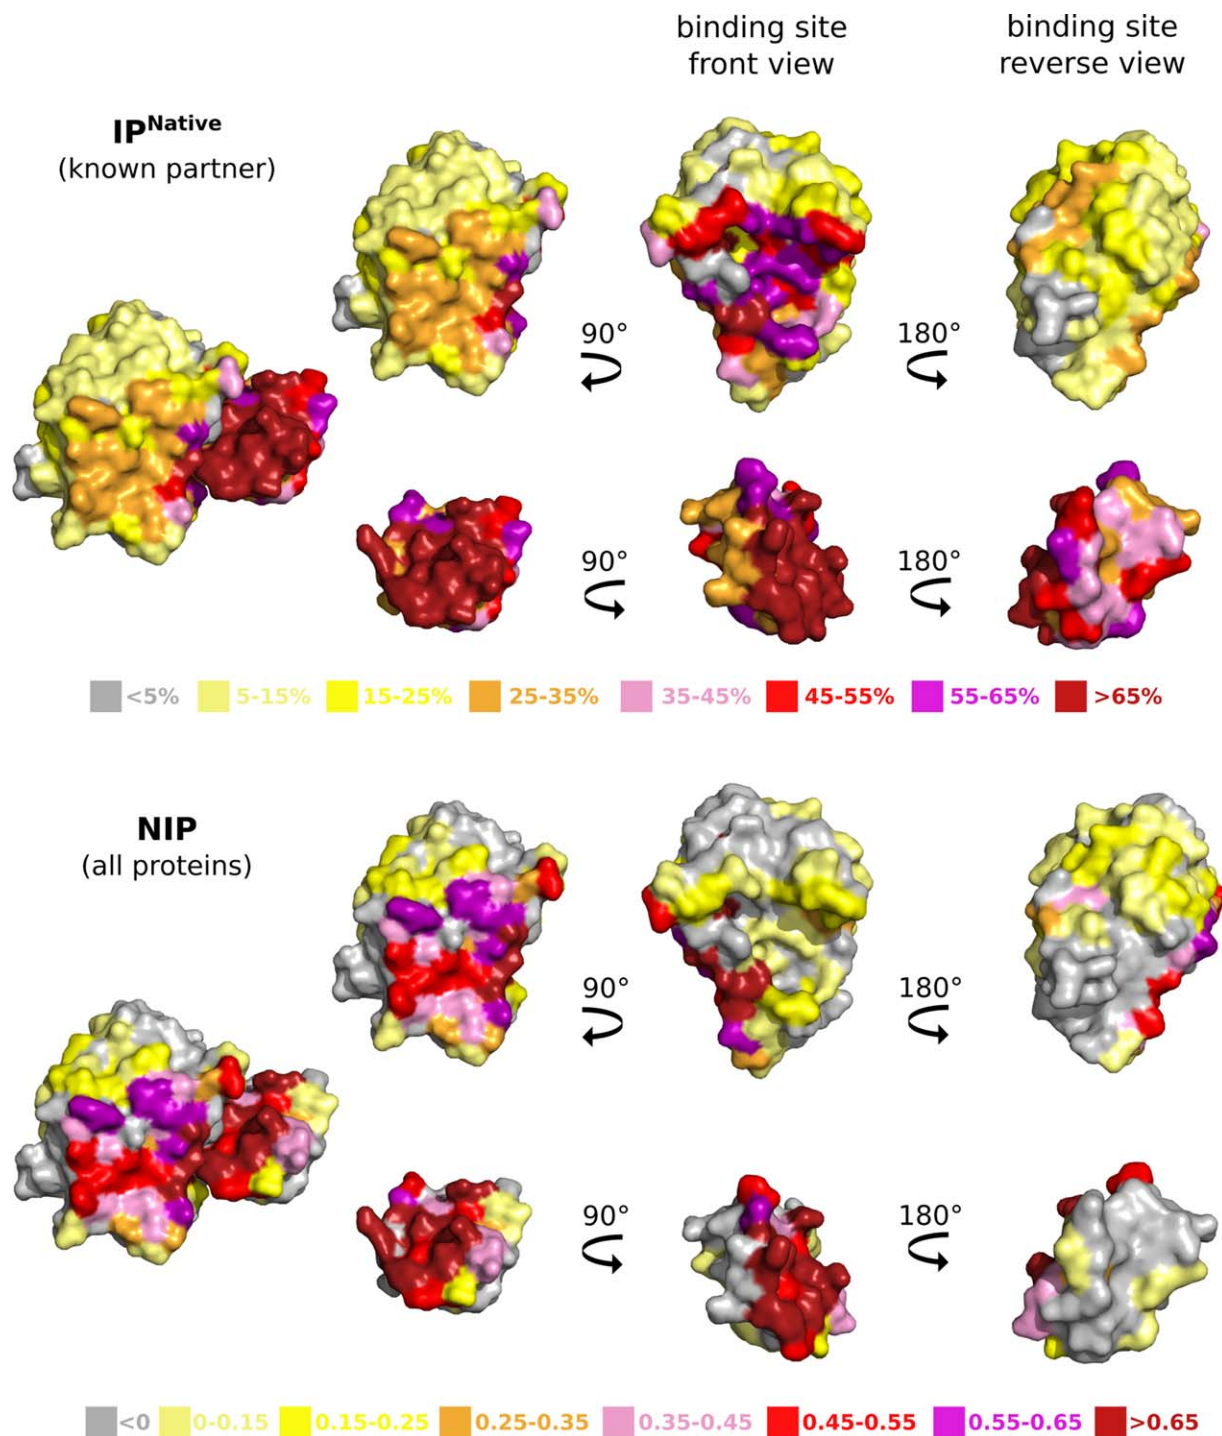 binding site
front view
binding site
reverse view
IP^Native
(known partner)
90°
180°
90°
180°
<5% 5-15% 15-25% 25-35% 35-45% 45-55% 55-65% >65%
NIP
(all proteins)
90°
180°
90°
180°
<0 0-0.15 0.15-0.25 0.25-0.35 0.35-0.45 0.45-0.55 0.55-0.65 >0.65